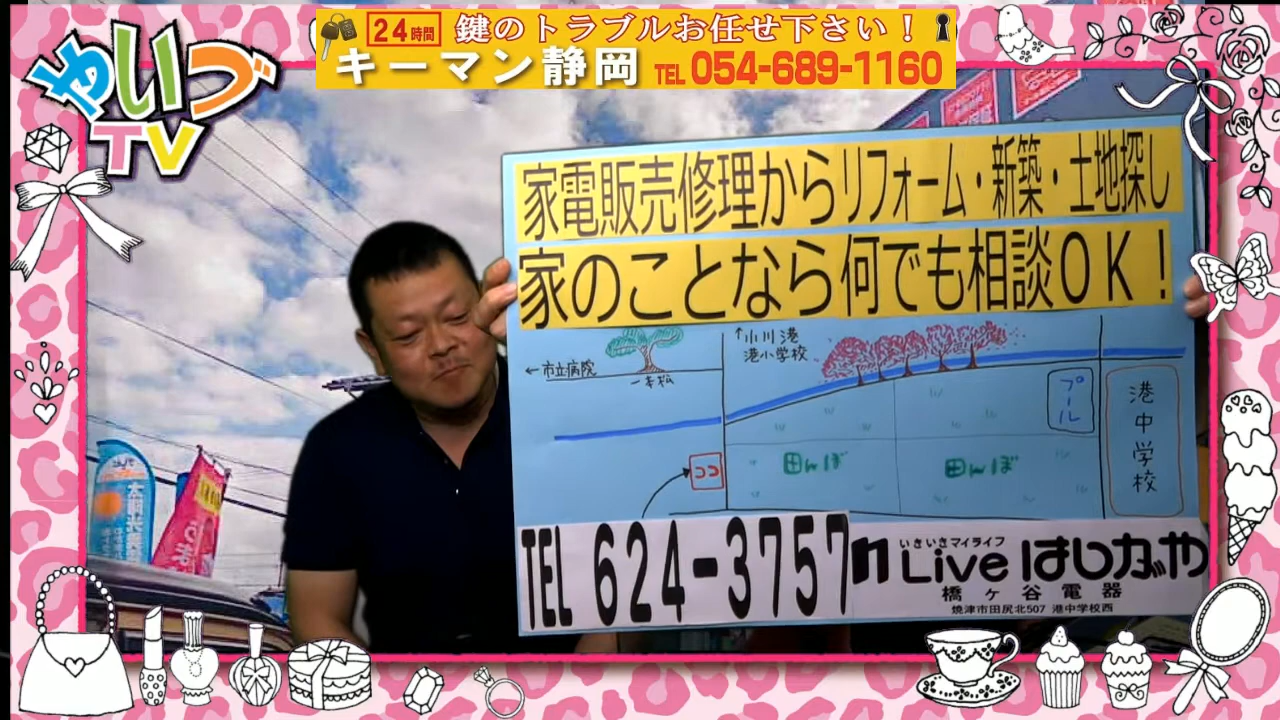 やいづ
TV
24時間 鍵のトラブルお任せ下さい！
キーマン静岡 TEL 054-689-1160
家電販売修理からリフォーム・新築・土地探し
家のことなら何でも相談OK！
↑小川港
港小学校
←市立病院
一本松
プール
港中学校
田んぼ
田んぼ
ココ
TEL 624-3757
いきいきマイライフ
Live はしがや
橋ヶ谷電器
焼津市田尻北507 港中学校西